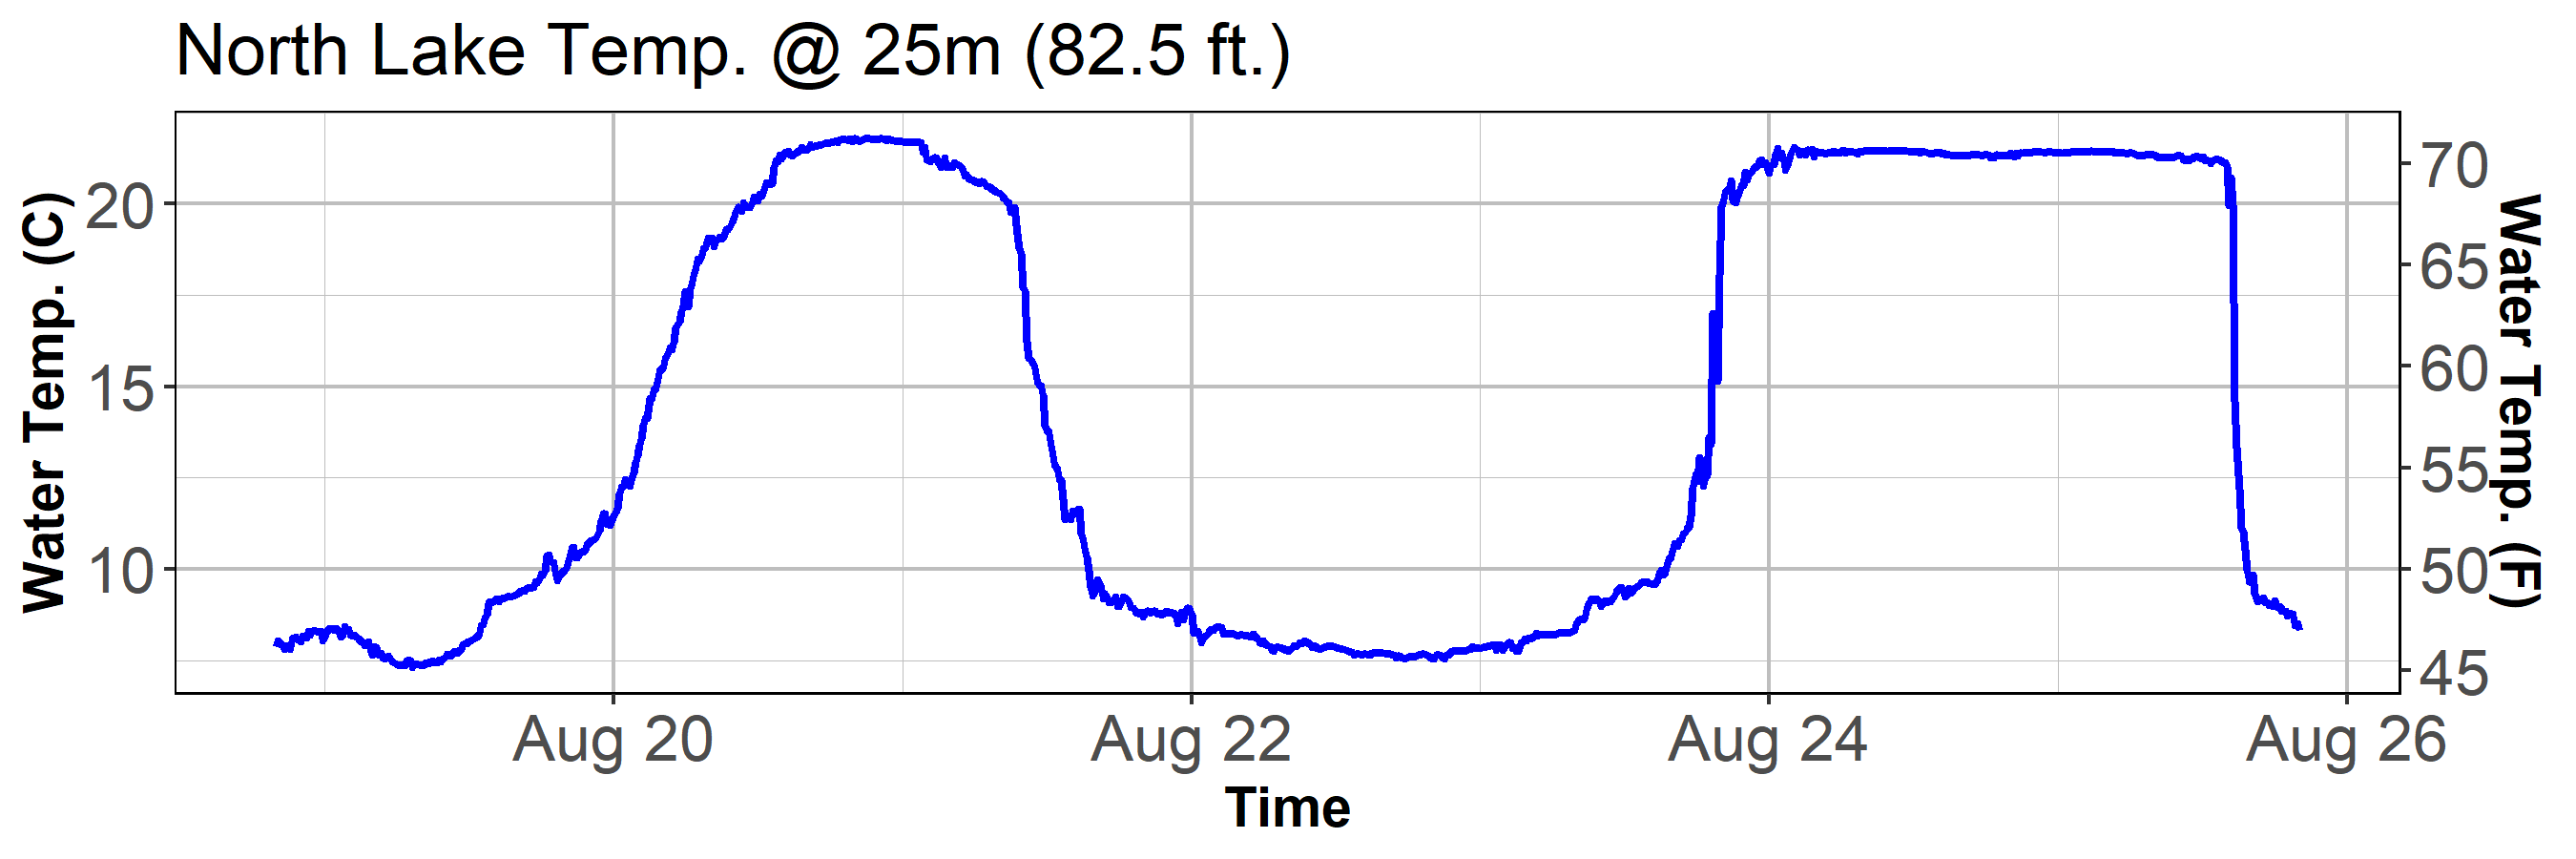 North Lake Temp. @ 25m (82.5 ft.)
Water Temp. (C)
20
15
10
70
65
60
55
50
45
Water Temp. (F)
Aug 20
Aug 22
Aug 24
Aug 26
Time